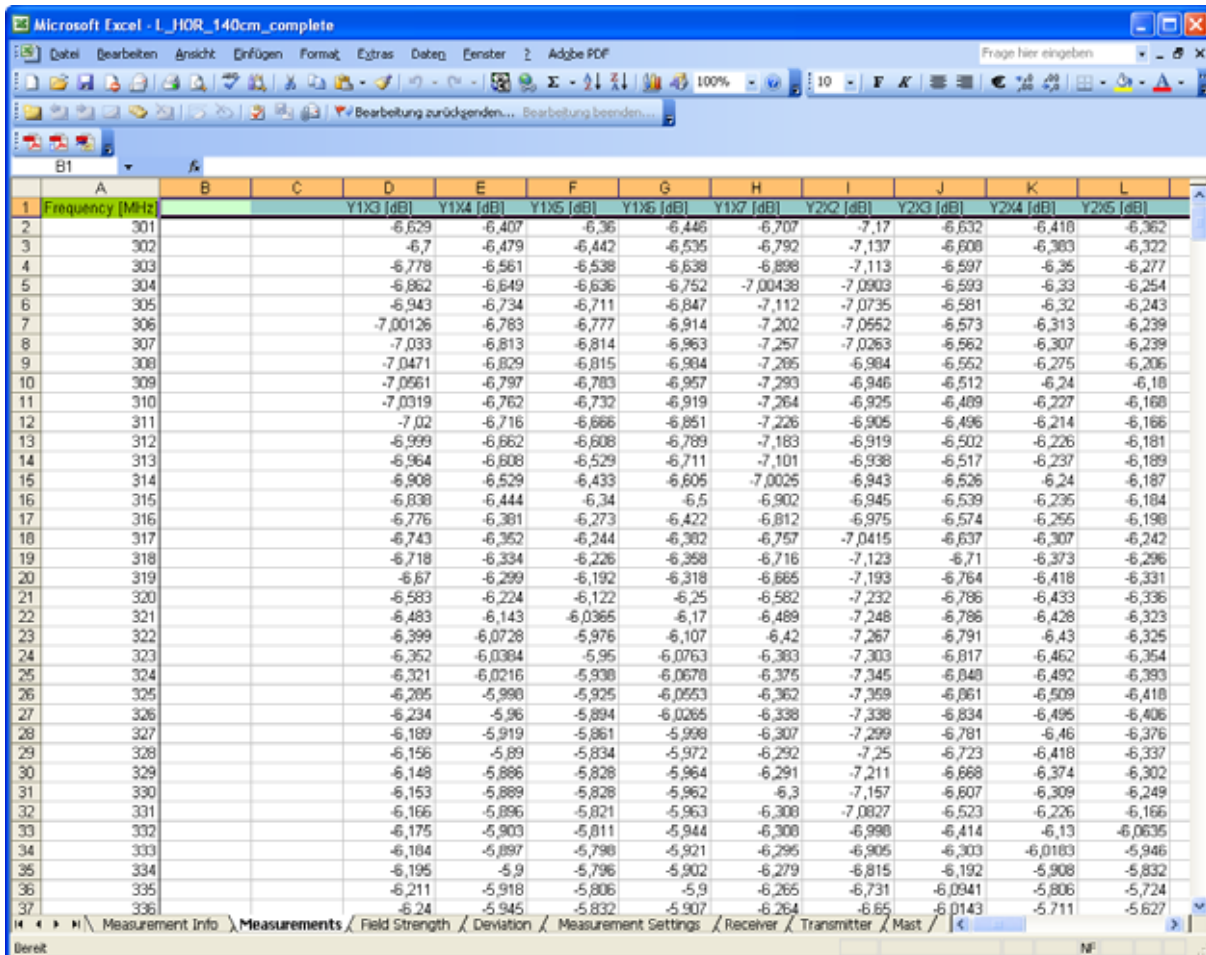 Microsoft Excel - L_HOR_140cm_complete
Datei Bearbeiten Ansicht Einfügen Format Extras Daten Fenster ? Adobe PDF Frage hier eingeben
100% 10 F K €
Bearbeitung zurücksenden... Bearbeitung beenden...
B1 fx
A B C D E F G H I J K L
1 Frequency [MHz] Y1X3 [dB] Y1X4 [dB] Y1X5 [dB] Y1X6 [dB] Y1X7 [dB] Y2X2 [dB] Y2X3 [dB] Y2X4 [dB] Y2X5 [dB]
2 301 -6,629 -6,407 -6,36 -6,446 -6,707 -7,17 -6,632 -6,418 -6,362
3 302 -6,7 -6,479 -6,442 -6,535 -6,792 -7,137 -6,608 -6,383 -6,322
4 303 -6,778 -6,561 -6,538 -6,638 -6,898 -7,113 -6,597 -6,35 -6,277
5 304 -6,862 -6,649 -6,636 -6,752 -7,00438 -7,0903 -6,593 -6,33 -6,254
6 305 -6,943 -6,734 -6,711 -6,847 -7,112 -7,0735 -6,581 -6,32 -6,243
7 306 -7,00126 -6,783 -6,777 -6,914 -7,202 -7,0552 -6,573 -6,313 -6,239
8 307 -7,033 -6,813 -6,814 -6,963 -7,257 -7,0263 -6,562 -6,307 -6,239
9 308 -7,0471 -6,829 -6,815 -6,984 -7,285 -6,984 -6,552 -6,275 -6,206
10 309 -7,0561 -6,797 -6,783 -6,957 -7,293 -6,946 -6,512 -6,24 -6,18
11 310 -7,0319 -6,762 -6,732 -6,919 -7,264 -6,925 -6,489 -6,227 -6,168
12 311 -7,02 -6,716 -6,666 -6,851 -7,226 -6,905 -6,496 -6,214 -6,166
13 312 -6,999 -6,662 -6,608 -6,789 -7,183 -6,919 -6,502 -6,226 -6,181
14 313 -6,964 -6,608 -6,529 -6,711 -7,101 -6,938 -6,517 -6,237 -6,189
15 314 -6,908 -6,529 -6,433 -6,605 -7,0025 -6,943 -6,526 -6,24 -6,187
16 315 -6,838 -6,444 -6,34 -6,5 -6,902 -6,945 -6,539 -6,235 -6,184
17 316 -6,776 -6,381 -6,273 -6,422 -6,812 -6,975 -6,574 -6,255 -6,198
18 317 -6,743 -6,352 -6,244 -6,382 -6,757 -7,0415 -6,637 -6,307 -6,242
19 318 -6,718 -6,334 -6,226 -6,358 -6,716 -7,123 -6,71 -6,373 -6,296
20 319 -6,67 -6,299 -6,192 -6,318 -6,665 -7,193 -6,764 -6,418 -6,331
21 320 -6,583 -6,224 -6,122 -6,25 -6,582 -7,232 -6,786 -6,433 -6,336
22 321 -6,483 -6,143 -6,0365 -6,17 -6,489 -7,248 -6,786 -6,428 -6,323
23 322 -6,399 -6,0728 -5,976 -6,107 -6,42 -7,267 -6,791 -6,43 -6,325
24 323 -6,352 -6,0384 -5,95 -6,0763 -6,383 -7,303 -6,817 -6,462 -6,354
25 324 -6,321 -6,0216 -5,938 -6,0678 -6,375 -7,345 -6,848 -6,492 -6,393
26 325 -6,285 -5,998 -5,925 -6,0553 -6,362 -7,359 -6,861 -6,509 -6,418
27 326 -6,234 -5,96 -5,894 -6,0265 -6,338 -7,338 -6,834 -6,495 -6,406
28 327 -6,189 -5,919 -5,861 -5,998 -6,307 -7,299 -6,781 -6,46 -6,376
29 328 -6,156 -5,89 -5,834 -5,972 -6,292 -7,25 -6,723 -6,418 -6,337
30 329 -6,148 -5,886 -5,828 -5,964 -6,291 -7,211 -6,668 -6,374 -6,302
31 330 -6,153 -5,889 -5,828 -5,962 -6,3 -7,157 -6,607 -6,309 -6,249
32 331 -6,166 -5,896 -5,821 -5,963 -6,308 -7,0827 -6,523 -6,226 -6,166
33 332 -6,175 -5,903 -5,811 -5,944 -6,308 -6,998 -6,414 -6,13 -6,0635
34 333 -6,184 -5,897 -5,798 -5,921 -6,295 -6,905 -6,303 -6,0183 -5,946
35 334 -6,195 -5,9 -5,796 -5,902 -6,279 -6,815 -6,192 -5,908 -5,832
36 335 -6,211 -5,918 -5,806 -5,9 -6,265 -6,731 -6,0941 -5,806 -5,724
37 336 -6,24 -5,945 -5,832 -5,907 -6,264 -6,65 -6,0143 -5,711 -5,627
Measurement Info Measurements Field Strength Deviation Measurement Settings Receiver Transmitter Mast
Bereit NF